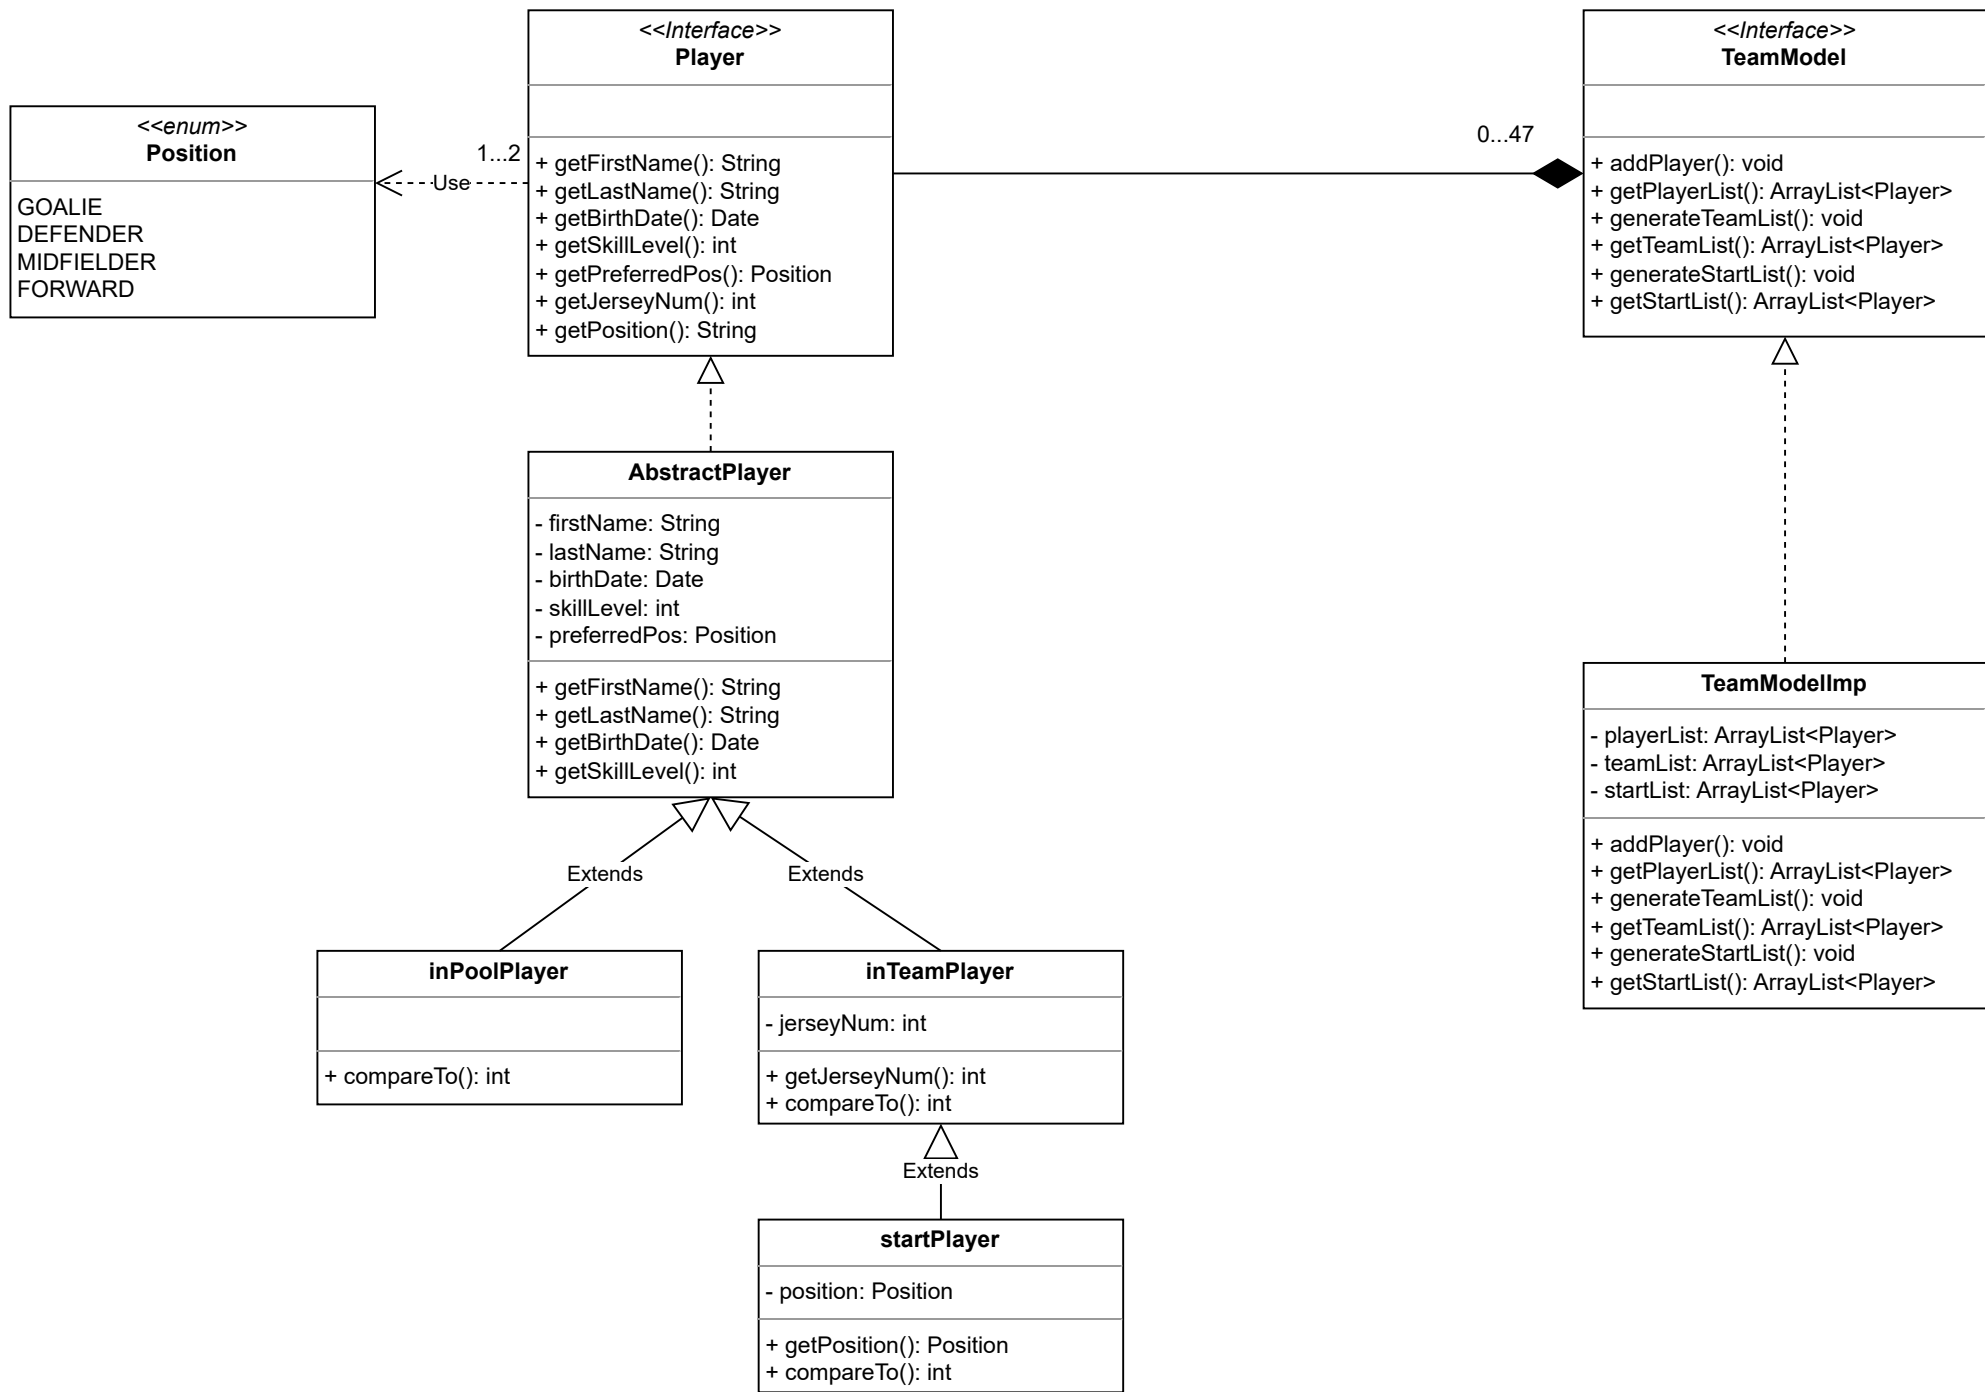 <<Interface>>
Player
+ getFirstName(): String
+ getLastName(): String
+ getBirthDate(): Date
+ getSkillLevel(): int
+ getPreferredPos(): Position
+ getJerseyNum(): int
+ getPosition(): String
<<Interface>>
TeamModel
+ addPlayer(): void
+ getPlayerList(): ArrayList<Player>
+ generateTeamList(): void
+ getTeamList(): ArrayList<Player>
+ generateStartList(): void
+ getStartList(): ArrayList<Player>
<<enum>>
Position
GOALIE
DEFENDER
MIDFIELDER
FORWARD
1...2
Use
0...47
AbstractPlayer
- firstName: String
- lastName: String
- birthDate: Date
- skillLevel: int
- preferredPos: Position
+ getFirstName(): String
+ getLastName(): String
+ getBirthDate(): Date
+ getSkillLevel(): int
TeamModelImp
- playerList: ArrayList<Player>
- teamList: ArrayList<Player>
- startList: ArrayList<Player>
+ addPlayer(): void
+ getPlayerList(): ArrayList<Player>
+ generateTeamList(): void
+ getTeamList(): ArrayList<Player>
+ generateStartList(): void
+ getStartList(): ArrayList<Player>
Extends
Extends
inPoolPlayer
+ compareTo(): int
inTeamPlayer
- jerseyNum: int
+ getJerseyNum(): int
+ compareTo(): int
Extends
startPlayer
- position: Position
+ getPosition(): Position
+ compareTo(): int